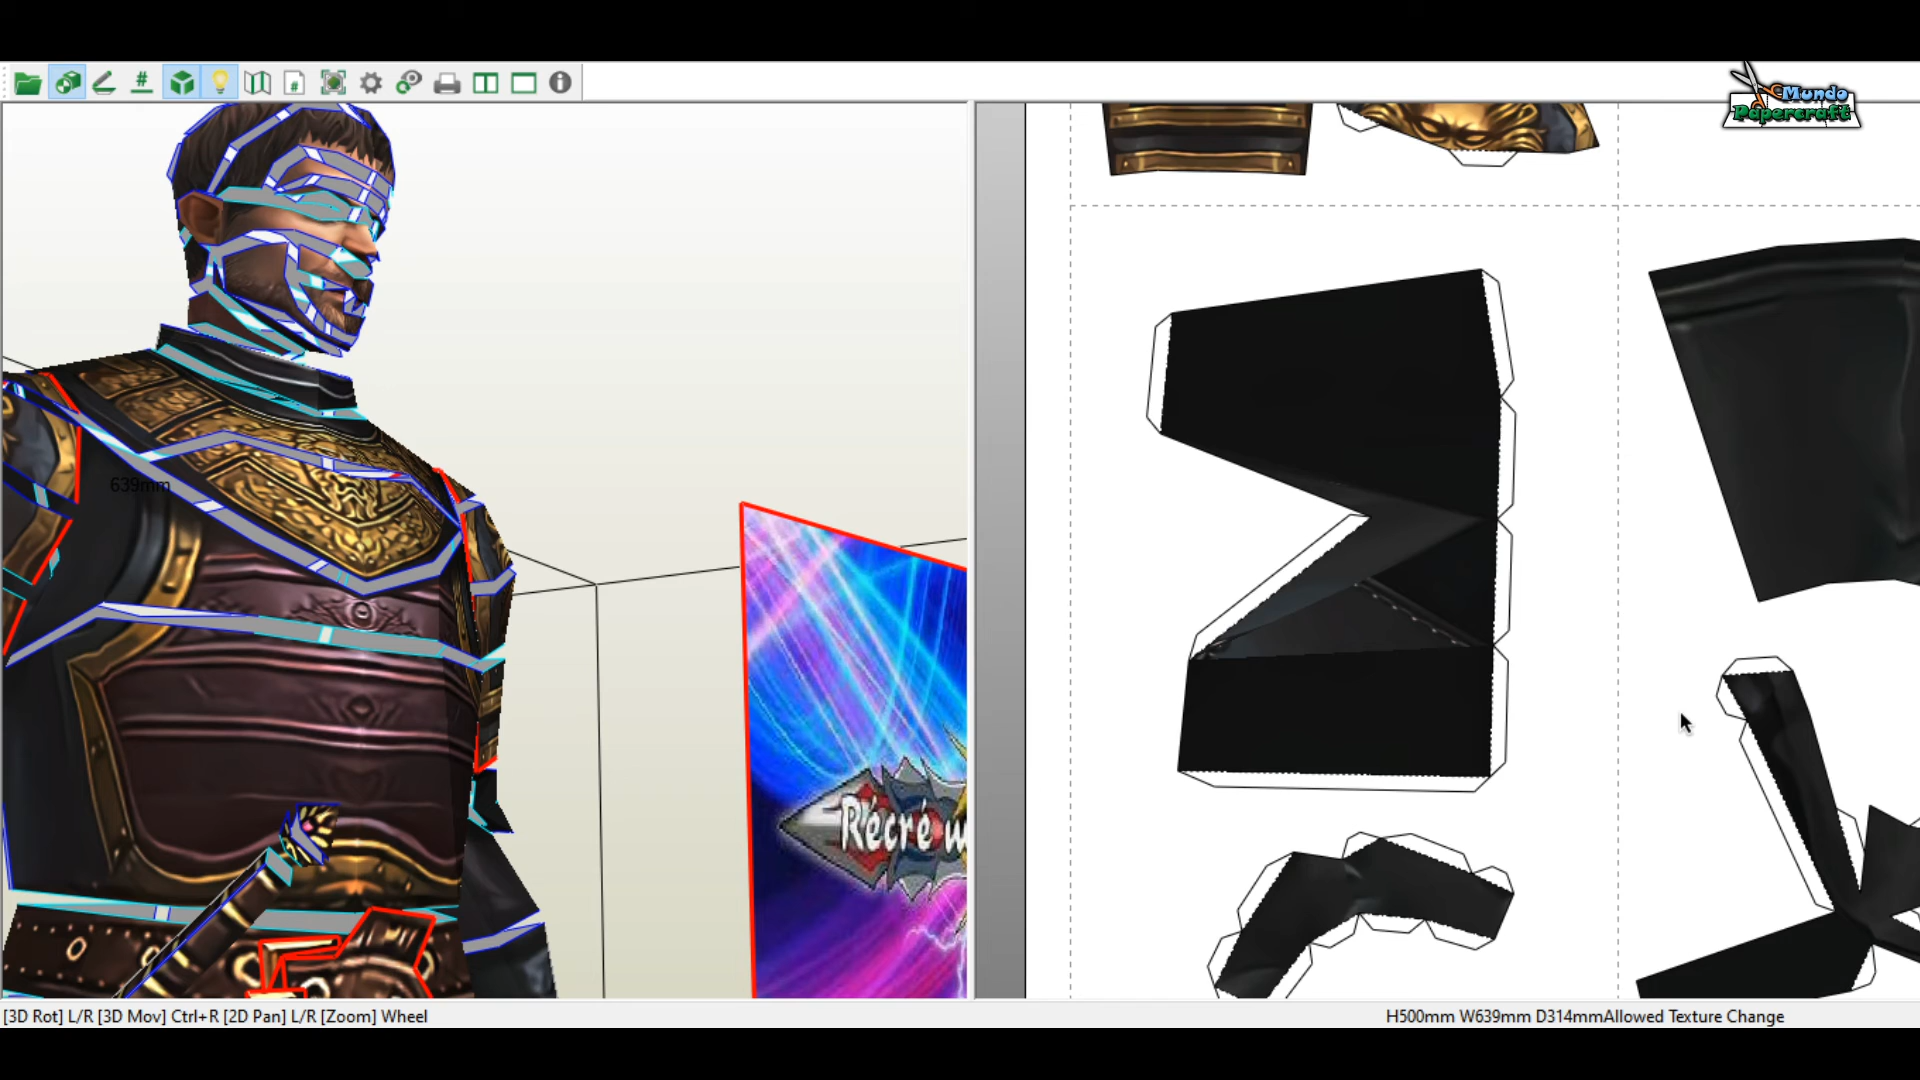 Mundo
Papercraft
639mm
Récré
[3D Rot] L/R [3D Mov] Ctrl+R [2D Pan] L/R [Zoom] Wheel
H500mm W639mm D314mmAllowed Texture Change